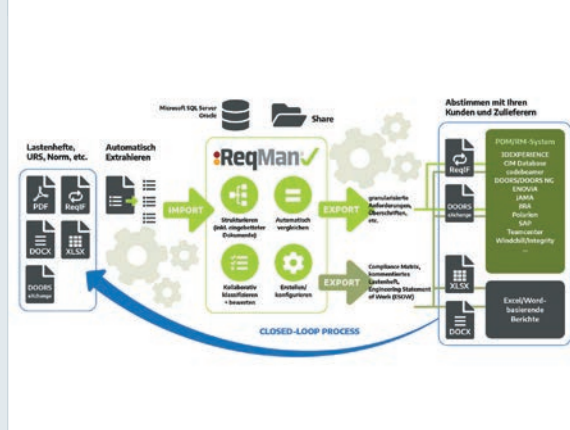 Microsoft SQL Server
Oracle
Share
Lastenhefte,
URS, Norm, etc.
PDF
ReqIF
DOCX
XLSX
DOORS
eXchange
Automatisch
Extrahieren
IMPORT
ReqMan
Strukturieren
(inkl. eingebetteter
Dokumente)
Automatisch
vergleichen
Kollaborativ
klassifizieren
+ bewerten
Erstellen/
konfigurieren
EXPORT
granularisierte
Anforderungen,
Überschriften,
etc.
EXPORT
Compliance Matrix,
kommentiertes
Lastenheft,
Engineering Statement
of Work (ESOW)
Abstimmen mit Ihren
Kunden und Zulieferern
ReqIF
DOORS
eXchange
XLSX
DOCX
PDM/RM-System
3DEXPERIENCE
CIM Database
codebeamer
DOORS/DOORS NG
ENOVIA
JAMA
JIRA
Polarion
SAP
Teamcenter
Windchill/Integrity
...
Excel/Word-
basierende
Berichte
CLOSED-LOOP PROCESS